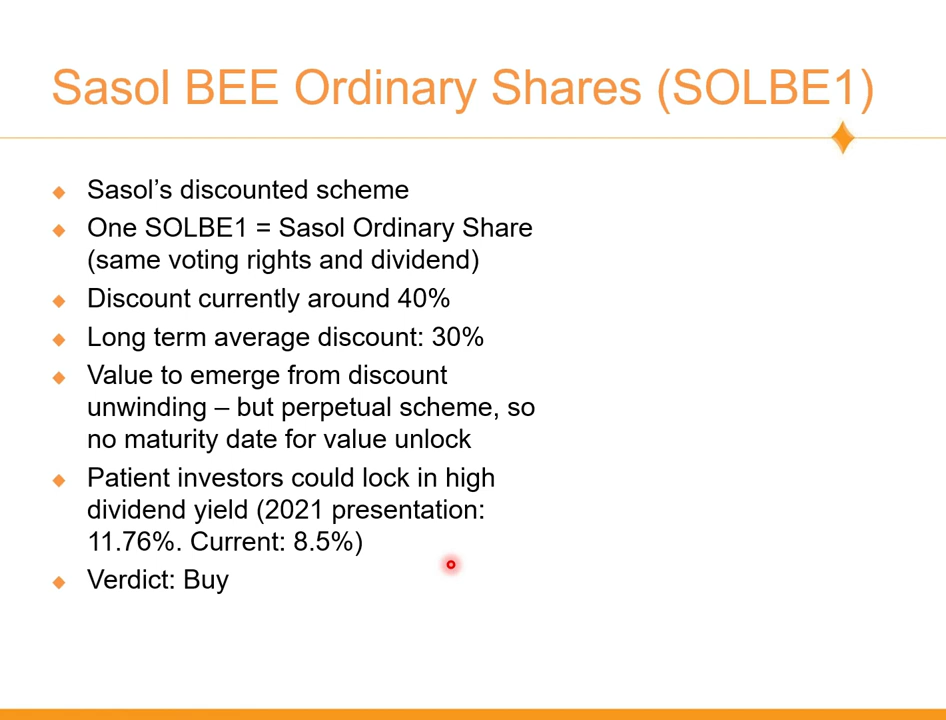 Sasol BEE Ordinary Shares (SOLBE1)
Sasol’s discounted scheme
One SOLBE1 = Sasol Ordinary Share
(same voting rights and dividend)
Discount currently around 40%
Long term average discount: 30%
Value to emerge from discount
unwinding – but perpetual scheme, so
no maturity date for value unlock
Patient investors could lock in high
dividend yield (2021 presentation:
11.76%. Current: 8.5%)
Verdict: Buy